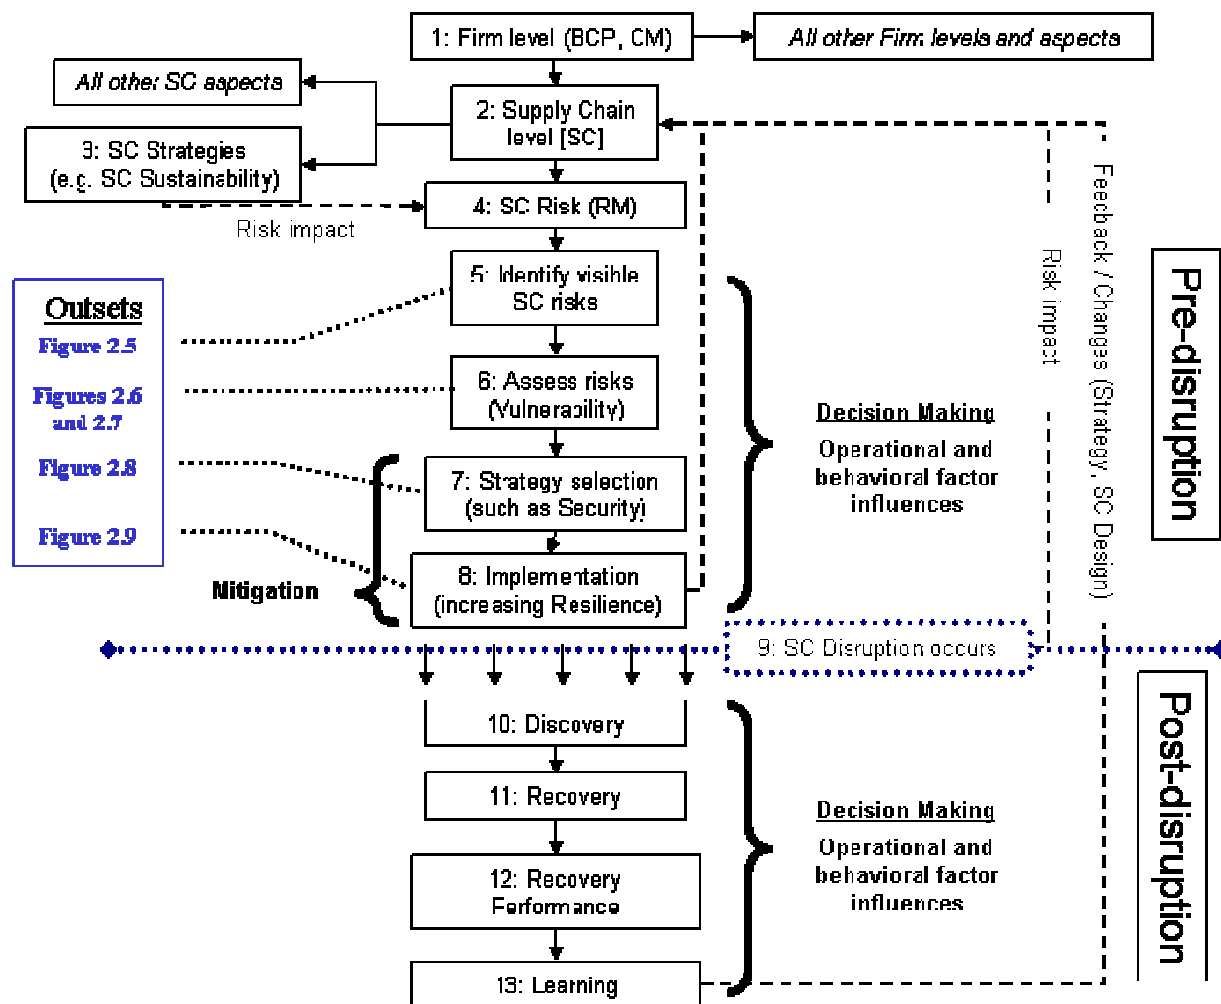 1: Firm level (BCP, CM)
All other Firm levels and aspects
All other SC aspects
2: Supply Chain
level [SC]
3: SC Strategies
(e.g. SC Sustainability)
4: SC Risk (RM)
Risk impact
5: Identify visible
SC risks
Outsets
Figure 2.5
Figures 2.6
and 2.7
Figure 2.8
Figure 2.9
6: Assess risks
(Vulnerability)
7: Strategy selection
(such as Security)
8: Implementation
(increasing Resilience)
Mitigation
Decision Making
Operational and
behavioral factor
influences
Risk impact
Feedback / Changes (Strategy, SC Design)
Pre-disruption
9: SC Disruption occurs
10: Discovery
11: Recovery
12: Recovery
Performance
13: Learning
Decision Making
Operational and
behavioral factor
influences
Post-disruption